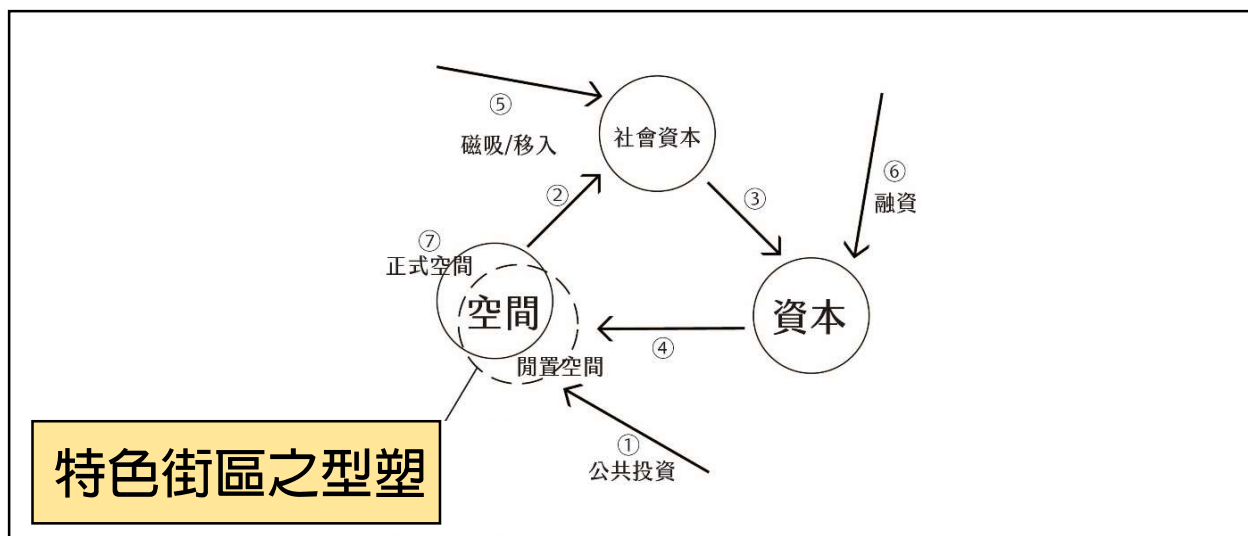 ⑤
磁吸/移入
社會資本
⑥
融資
②
③
⑦
正式空間
空間
資本
④
閒置空間
①
公共投資
特色街區之型塑